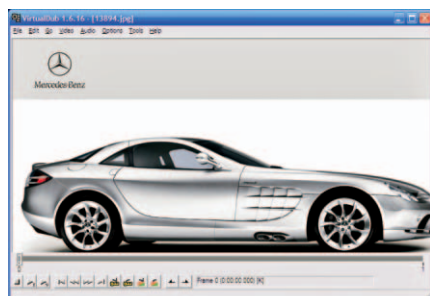 VirtualDub 1.6.16 - [13894.jpg]
File Edit Go Video Audio Options Tools Help
Mercedes-Benz
Frame 0 (0:00:00.000) [K]